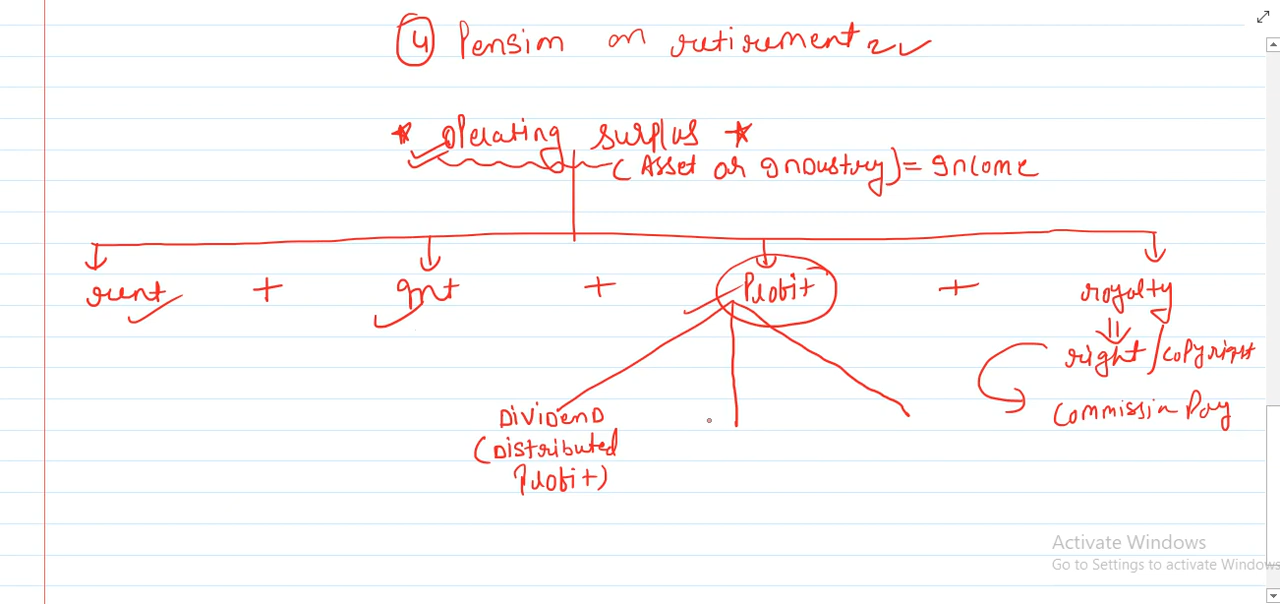 ④ Pension on retirement
* operating surplus *
(Asset or Industry) = Income
rent + Int + Profit + royalty
right/copyright
commission Pay
Dividend
(Distributed
Profit)
Activate Windows
Go to Settings to activate Windows